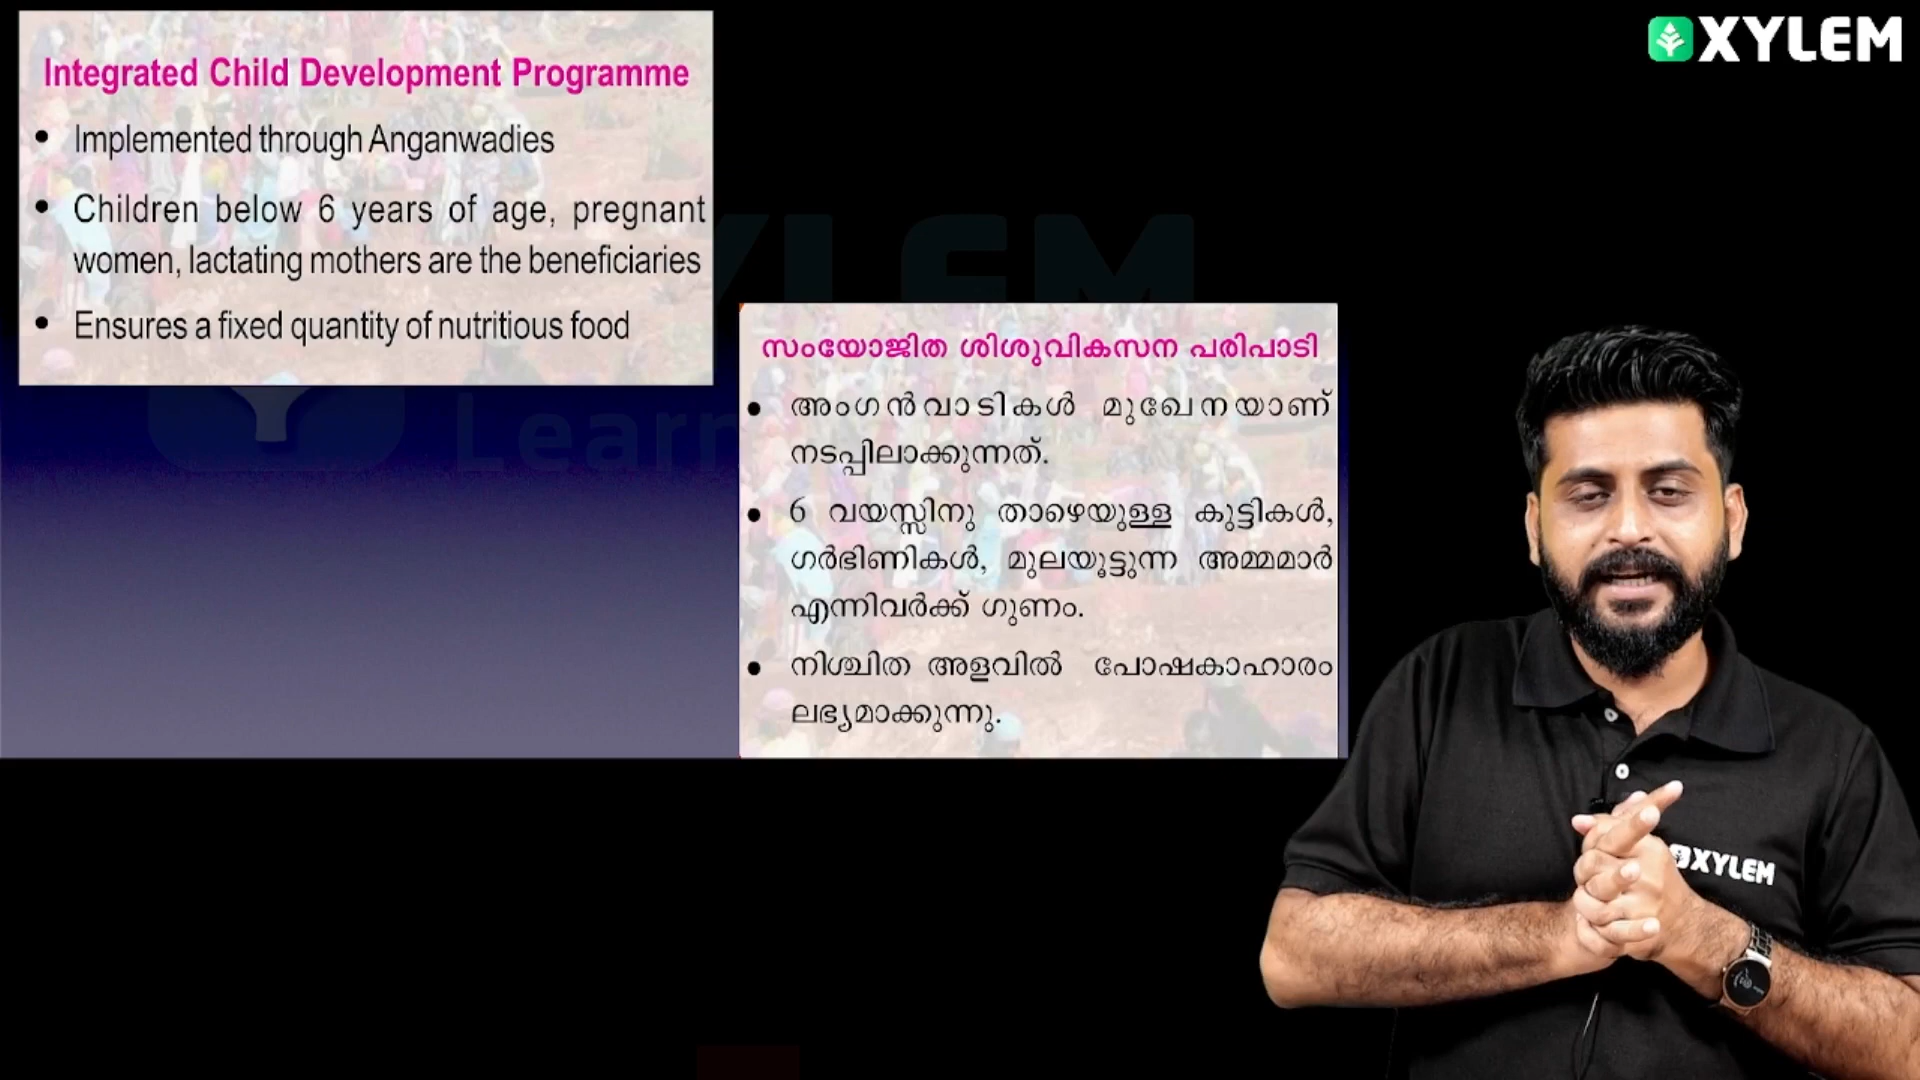 XYLEM
Integrated Child Development Programme
• Implemented through Anganwadies
• Children below 6 years of age, pregnant
women, lactating mothers are the beneficiaries
• Ensures a fixed quantity of nutritious food
XYLEM
Learn
സംയോജിത ശിശുവികസന പരിപാടി
• അംഗൻവാടികൾ മുഖേനയാണ്
നടപ്പിലാക്കുന്നത്.
• 6 വയസ്സിനു താഴെയുള്ള കുട്ടികൾ,
ഗർഭിണികൾ, മുലയൂട്ടുന്ന അമ്മമാർ
എന്നിവർക്ക് ഗുണം.
• നിശ്ചിത അളവിൽ പോഷകാഹാരം
ലഭ്യമാക്കുന്നു.
XYLEM